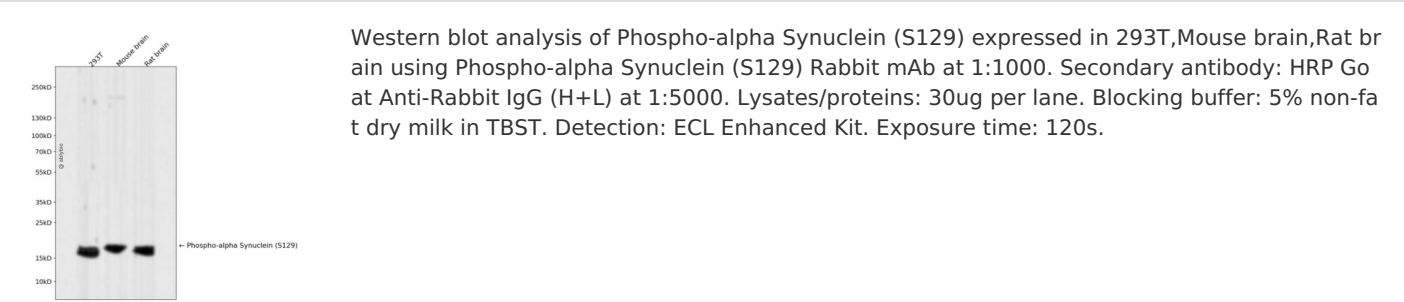 293T
Mouse brain
Rat brain
250kD
130kD
100kD
70kD
55kD
35kD
25kD
15kD
10kD
← Phospho-alpha Synuclein (S129)
Western blot analysis of Phospho-alpha Synuclein (S129) expressed in 293T,Mouse brain,Rat br
ain using Phospho-alpha Synuclein (S129) Rabbit mAb at 1:1000. Secondary antibody: HRP Go
at Anti-Rabbit IgG (H+L) at 1:5000. Lysates/proteins: 30ug per lane. Blocking buffer: 5% non-fa
t dry milk in TBST. Detection: ECL Enhanced Kit. Exposure time: 120s.